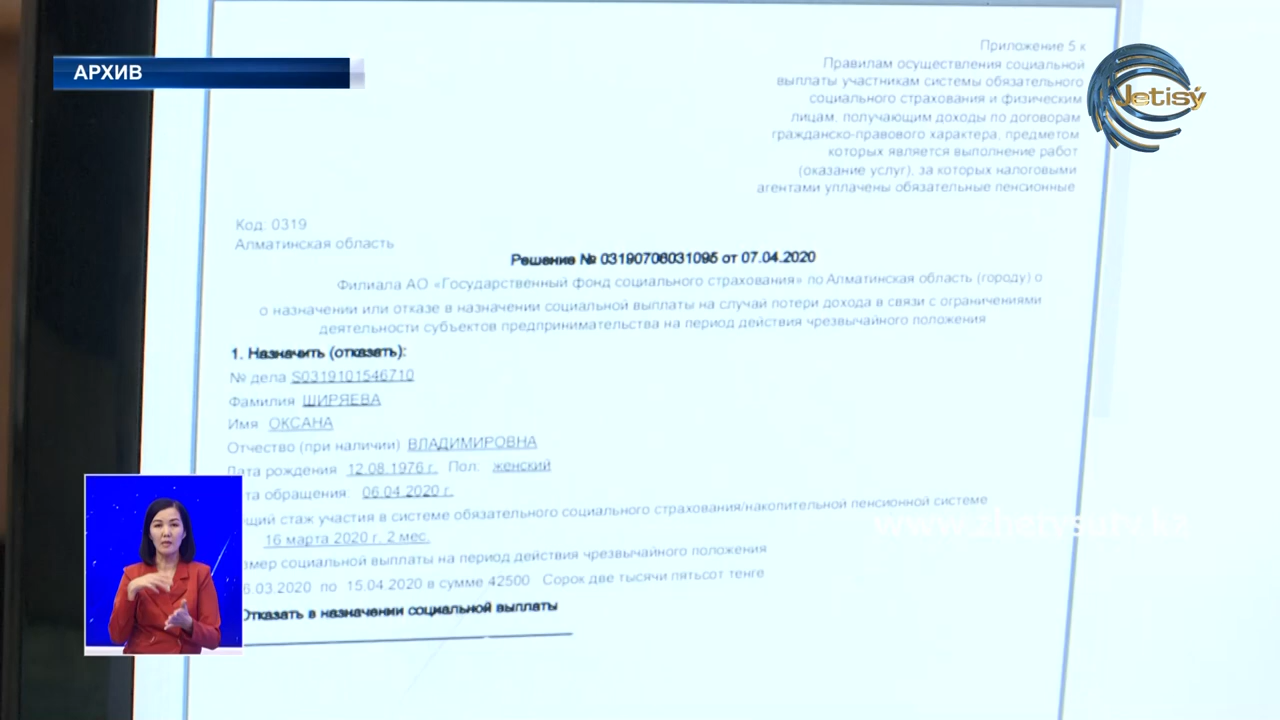 АРХИВ
Jetisý
Приложение 5 к
Правилам осуществления социальной
выплаты участникам системы обязательного
социального страхования и физическим
лицам, получающим доходы по договорам
гражданско-правового характера, предметом
которых является выполнение работ
(оказание услуг), за которых налоговыми
агентами уплачены обязательные пенсионные
Код 0319
Алматинская область
Решение № 03190706031095 от 07.04.2020
Филиала АО «Государственный фонд социального страхования» по Алматинская область (городу) о
о назначении или отказе в назначении социальной выплаты на случай потери дохода в связи с ограничениями
деятельности субъектов предпринимательства на период действия чрезвычайного положения
1. Назначить (отказать):
№ дела S0319101546710
Фамилия ШИРЯЕВА
Имя ОКСАНА
Отчество (при наличии) ВЛАДИМИРОВНА
Дата рождения 12.08.1976 г. Пол: женский
та обращения 06.04.2020 г.
щий стаж участия в системе обязательного социального страхования/накопительной пенсионной системе
16 марта 2020 г. 2 мес.
змер социальной выплаты на период действия чрезвычайного положения
6.03.2020 по 15.04.2020 в сумме 42500 Сорок две тысячи пятьсот тенге
Отказать в назначении социальной выплаты